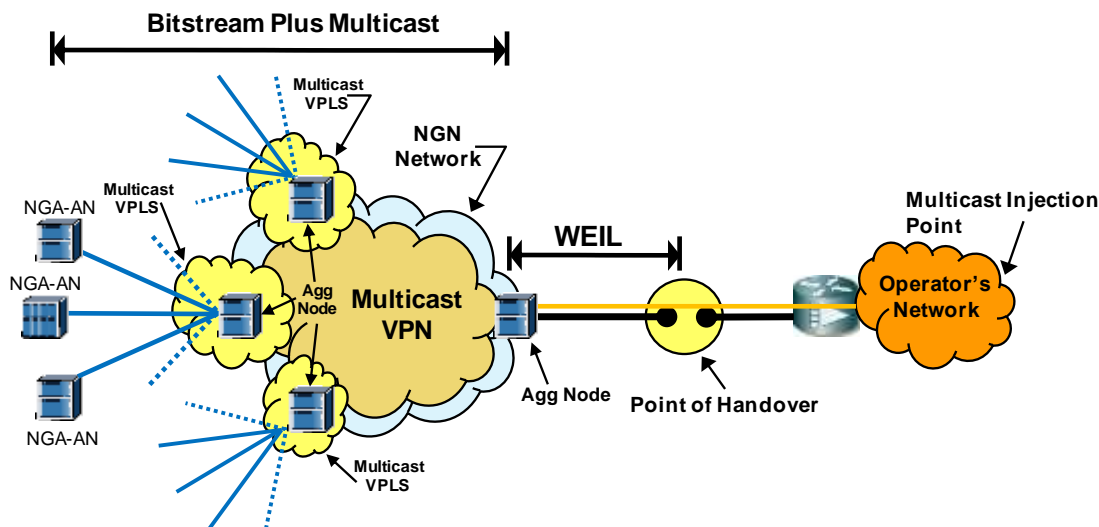 Bitstream Plus Multicast
Multicast
VPLS
NGN
Network
Multicast
VPLS
NGA-AN
NGA-AN
NGA-AN
Agg
Node
Multicast
VPN
WEIL
Multicast Injection
Point
Operator's
Network
Agg Node
Point of Handover
Multicast
VPLS